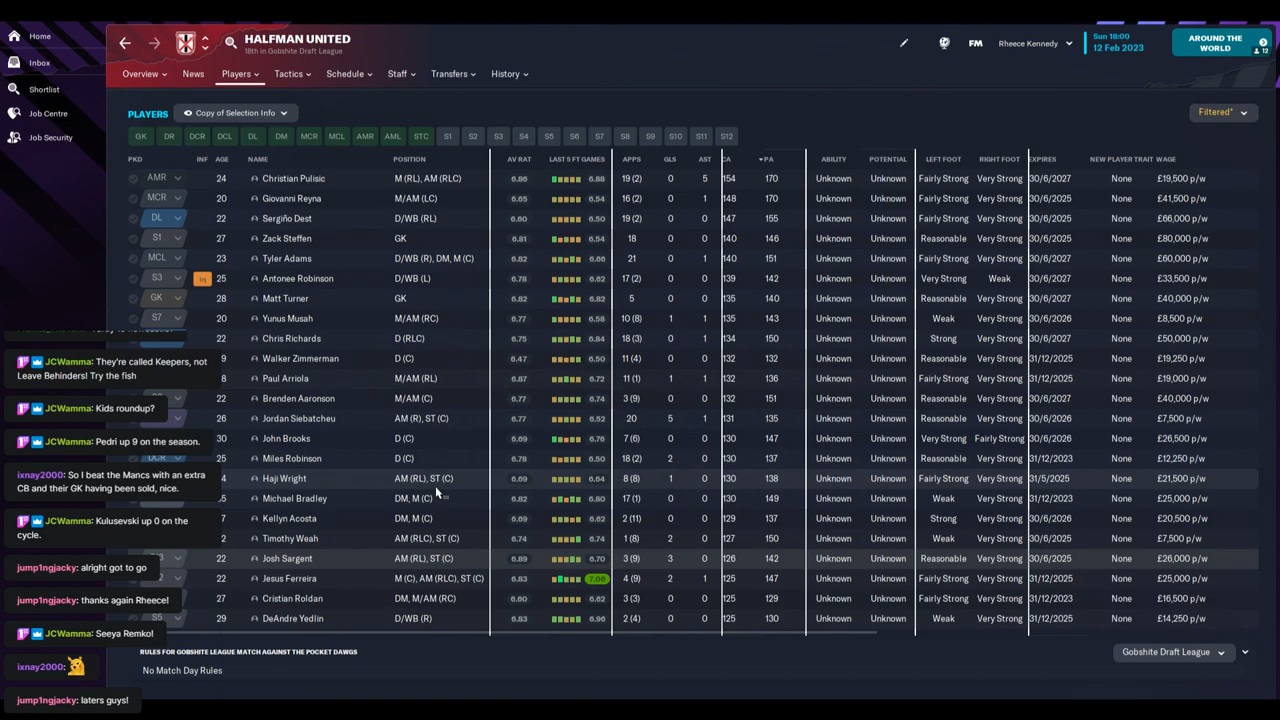 Home
HALFMAN UNITED
18th in Gobshite Draft League
FM
Rheece Kennedy
Sun 18:00
12 Feb 2023
AROUND THE
WORLD
12
Inbox
Shortlist
Job Centre
Job Security
Overview News Players Tactics Schedule Staff Transfers History
PLAYERS Copy of Selection Info Filtered*
GK DR DCR DCL DL DM MCR MCL AMR AML STC S1 S2 S3 S4 S5 S6 S7 S8 S9 S10 S11 S12
PKD INF AGE NAME POSITION AV RAT LAST 5 FT GAMES APPS GLS AST CA PA ABILITY POTENTIAL LEFT FOOT RIGHT FOOT EXPIRES NEW PLAYER TRAIT WAGE
AMR 24 Christian Pulisic M (RL), AM (RLC) 6.86 6.88 19 (2) 0 5 154 170 Unknown Unknown Fairly Strong Very Strong 30/6/2027 None £19,500 p/w
MCR 20 Giovanni Reyna M/AM (LC) 6.65 6.54 16 (2) 0 0 148 170 Unknown Unknown Fairly Strong Very Strong 30/6/2025 None £41,500 p/w
DL 22 Sergiño Dest D/WB (RL) 6.60 6.50 19 (2) 0 0 147 155 Unknown Unknown Fairly Strong Very Strong 30/6/2025 None £66,000 p/w
S1 27 Zack Steffen GK 6.81 6.54 18 0 0 140 146 Unknown Unknown Reasonable Very Strong 30/6/2025 None £80,000 p/w
MCL 23 Tyler Adams D/WB (R), DM, M (C) 6.82 6.66 21 0 0 140 151 Unknown Unknown Fairly Strong Very Strong 30/6/2027 None £60,000 p/w
S3 Inj 25 Antonee Robinson D/WB (L) 6.78 6.62 17 (2) 0 0 139 142 Unknown Unknown Very Strong Weak 30/6/2027 None £33,500 p/w
GK 28 Matt Turner GK 6.82 6.82 5 0 0 135 140 Unknown Unknown Reasonable Very Strong 30/6/2027 None £40,000 p/w
S7 20 Yunus Musah M/AM (RC) 6.77 6.58 10 (8) 1 1 135 143 Unknown Unknown Weak Very Strong 30/6/2026 None £8,500 p/w
22 Chris Richards D (RLC) 6.75 6.84 18 (3) 0 0 134 150 Unknown Unknown Strong Very Strong 30/6/2027 None £50,000 p/w
9 Walker Zimmerman D (C) 6.47 6.50 11 (4) 0 0 132 132 Unknown Unknown Reasonable Very Strong 31/12/2025 None £19,250 p/w
8 Paul Arriola M/AM (RL) 6.87 6.72 11 (1) 1 1 132 136 Unknown Unknown Fairly Strong Very Strong 31/12/2025 None £19,000 p/w
22 Brenden Aaronson M/AM (C) 6.77 6.74 3 (9) 0 0 132 151 Unknown Unknown Fairly Strong Very Strong 30/6/2027 None £40,000 p/w
26 Jordan Siebatcheu AM (R), ST (C) 6.77 6.52 20 5 1 131 135 Unknown Unknown Reasonable Very Strong 30/6/2026 None £7,500 p/w
30 John Brooks D (C) 6.69 6.76 7 (6) 0 0 130 147 Unknown Unknown Very Strong Fairly Strong 30/6/2023 None £26,500 p/w
DCR 25 Miles Robinson D (C) 6.78 6.50 18 (2) 2 0 130 137 Unknown Unknown Reasonable Very Strong 31/12/2023 None £12,250 p/w
4 Haji Wright AM (RL), ST (C) 6.69 6.64 8 (8) 1 0 130 138 Unknown Unknown Fairly Strong Very Strong 31/5/2025 None £21,500 p/w
5 Michael Bradley DM, M (C) 6.82 6.80 17 (1) 0 0 130 149 Unknown Unknown Weak Very Strong 31/12/2023 None £25,000 p/w
7 Kellyn Acosta DM, M (C) 6.69 6.62 2 (11) 0 0 129 137 Unknown Unknown Strong Very Strong 30/6/2026 None £20,500 p/w
2 Timothy Weah AM (RL), ST (C) 6.74 6.74 1 (8) 2 0 127 150 Unknown Unknown Weak Very Strong 30/6/2024 None £7,500 p/w
22 Josh Sargent AM (RL), ST (C) 6.89 6.70 3 (9) 3 0 126 142 Unknown Unknown Reasonable Very Strong 30/6/2025 None £26,000 p/w
22 Jesus Ferreira M (C), AM (RLC), ST (C) 6.83 7.06 4 (9) 2 1 125 147 Unknown Unknown Fairly Strong Very Strong 31/12/2025 None £25,000 p/w
27 Cristian Roldan DM, M/AM (RC) 6.60 6.62 3 (3) 0 0 125 129 Unknown Unknown Fairly Strong Very Strong 31/12/2027 None £16,500 p/w
S5 29 DeAndre Yedlin D/WB (R) 6.83 6.96 2 (4) 0 0 125 130 Unknown Unknown Weak Very Strong 31/12/2025 None £14,250 p/w
JCWamma: They're called Keepers, not
Leave Behinders! Try the fish
JCWamma: Kids roundup?
JCWamma: Pedri up 9 on the season.
ixnay2000: So I beat the Mancs with an extra
CB and their GK having been sold, nice.
JCWamma: Kulusevski up 0 on the
cycle.
jump1ngjacky: alright got to go
jump1ngjacky: thanks again Rheece!
JCWamma: Seeya Remko!
ixnay2000:
jump1ngjacky: laters guys!
RULES FOR GOBSHITE LEAGUE MATCH AGAINST THE POCKET DAWGS
Gobshite Draft League
No Match Day Rules